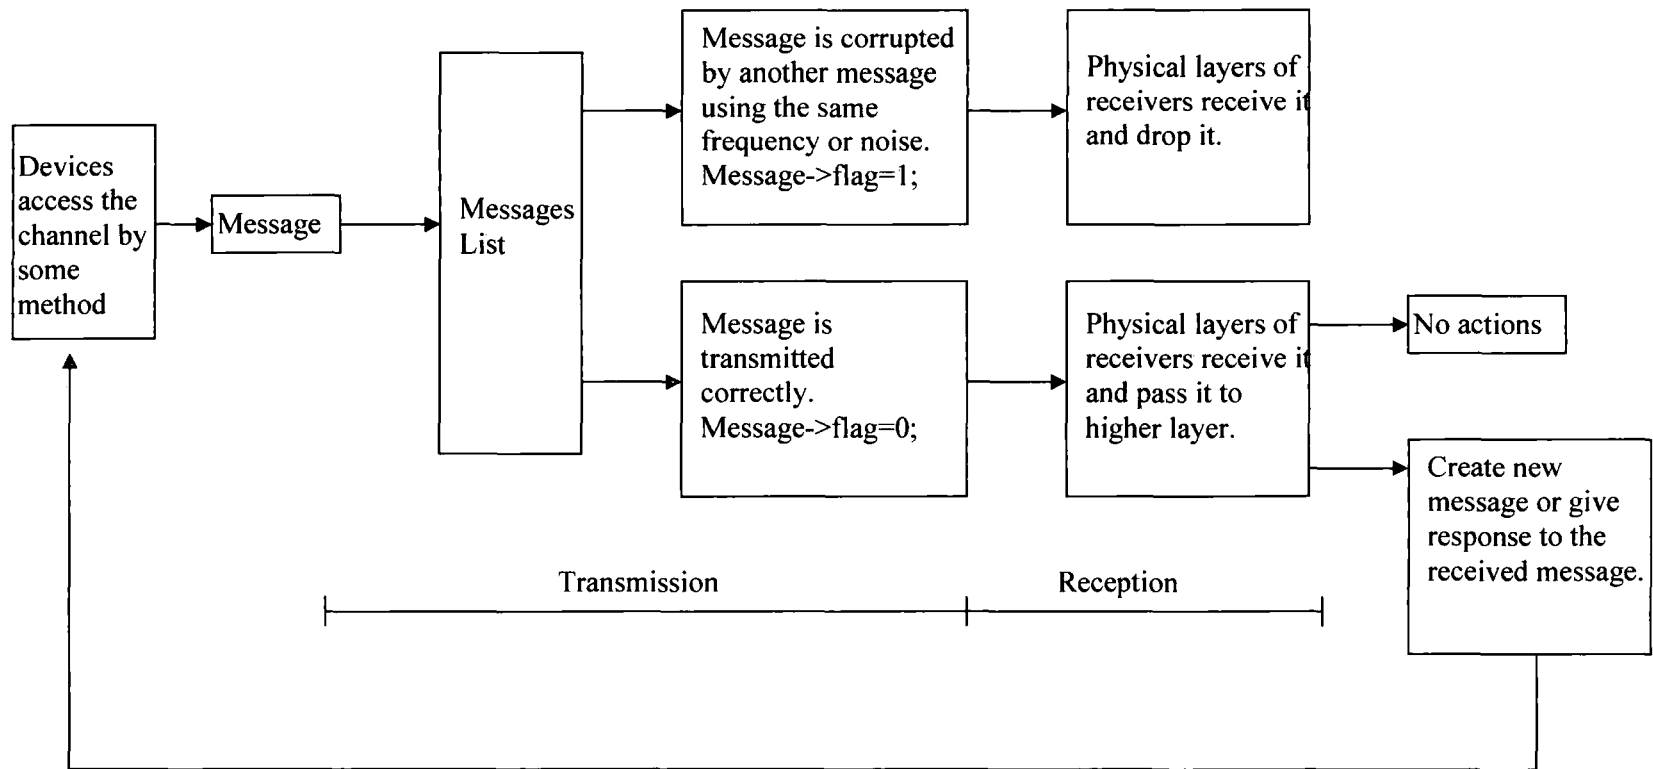 Devices
access the
channel by
some
method
Message
Messages
List
Message is corrupted
by another message
using the same
frequency or noise.
Message->flag=1;
Physical layers of
receivers receive it
and drop it.
Message is
transmitted
correctly.
Message->flag=0;
Physical layers of
receivers receive it
and pass it to
higher layer.
No actions
Create new
message or give
response to the
received message.
Transmission
Reception